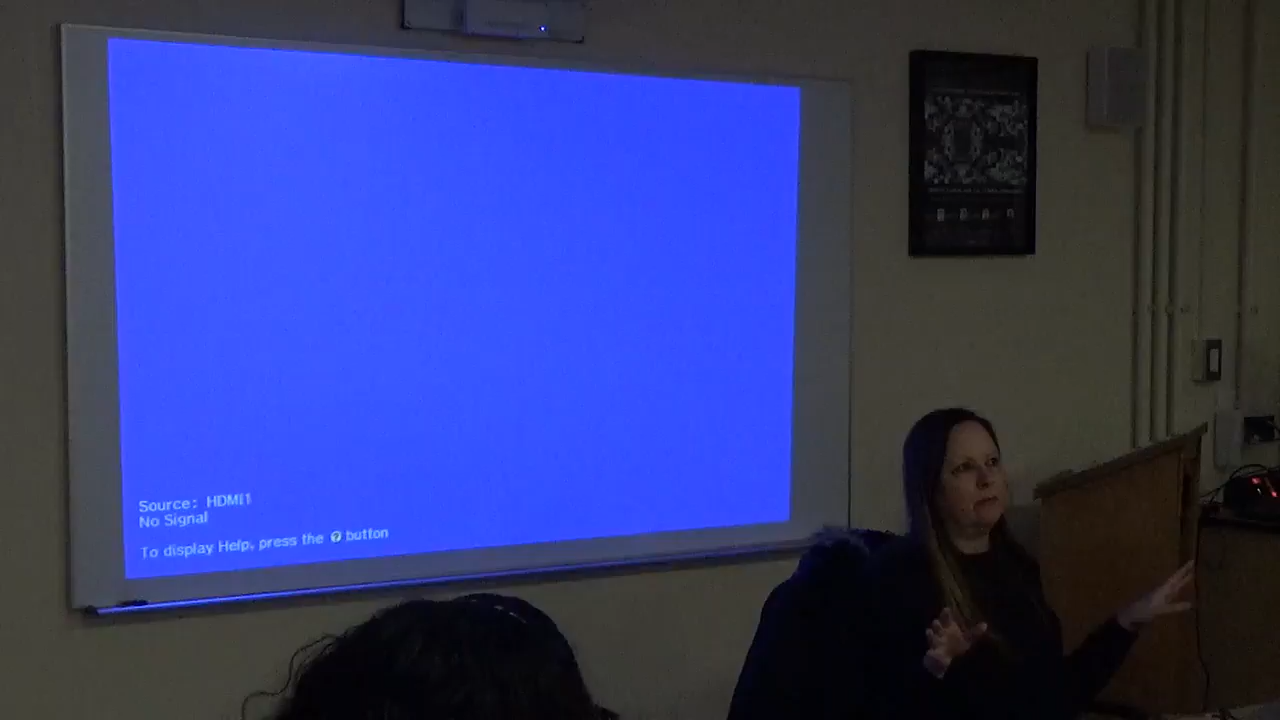 Source: HDMI1
No Signal
To display Help, press the ? button